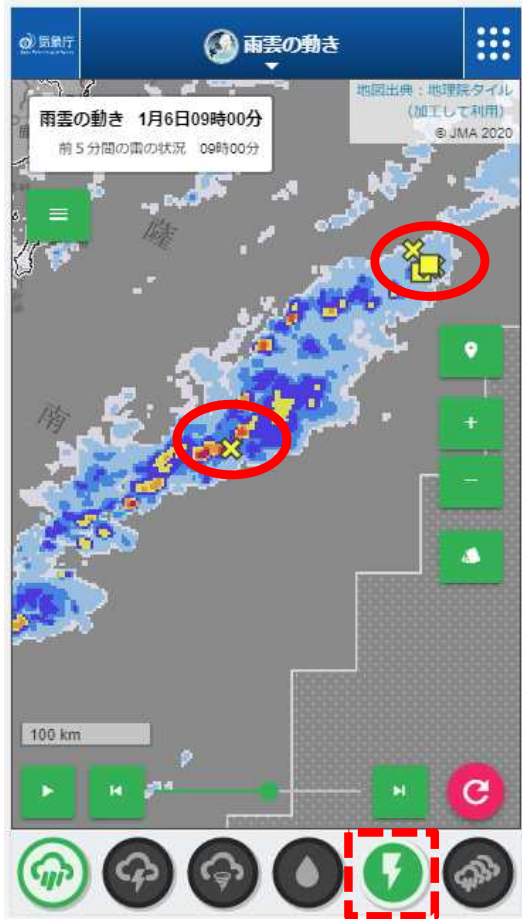 気象庁
雨雲の動き
地図出典：地理院タイル
（加工して利用）
© JMA 2020
雨雲の動き 1月6日09時00分
前5分間の雷の状況 09時00分
薩
南
100 km